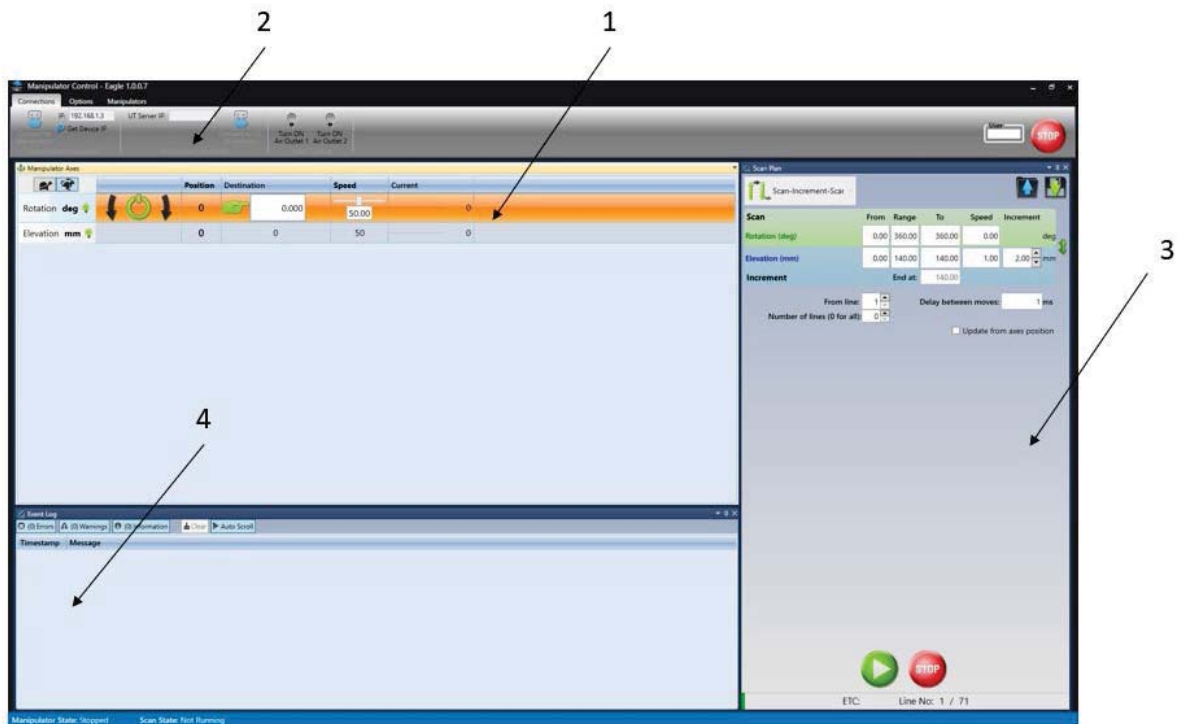 2 1
Manipulator Control - Eagle 1.0.0.7
Connections Options Manipulators
IP: 192.168.1.3 UT Server IP:
Get Device IP
Turn ON Turn ON
Air Outlet 1 Air Outlet 2
User
STOP
Manipulator Axes
Position Destination Speed Current
Rotation deg 0 0.000 50.00 0
Elevation mm 0 0 50 0
Scan Plan
Scan-Increment-Scan
Scan From Range To Speed Increment
Rotation (deg) 0.00 360.00 360.00 0.00 deg
Elevation (mm) 0.00 140.00 140.00 1.00 2.00 mm
Increment End at: 140.00
From line: 1 Delay between moves: 1 ms
Number of lines (0 for all): 0
Update from axes position
3
4
Event Log
(0) Errors (0) Warnings (0) Information Clear Auto Scroll
Timestamp Message
STOP
ETC: Line No: 1 / 71
Manipulator State: Stopped Scan State: Not Running